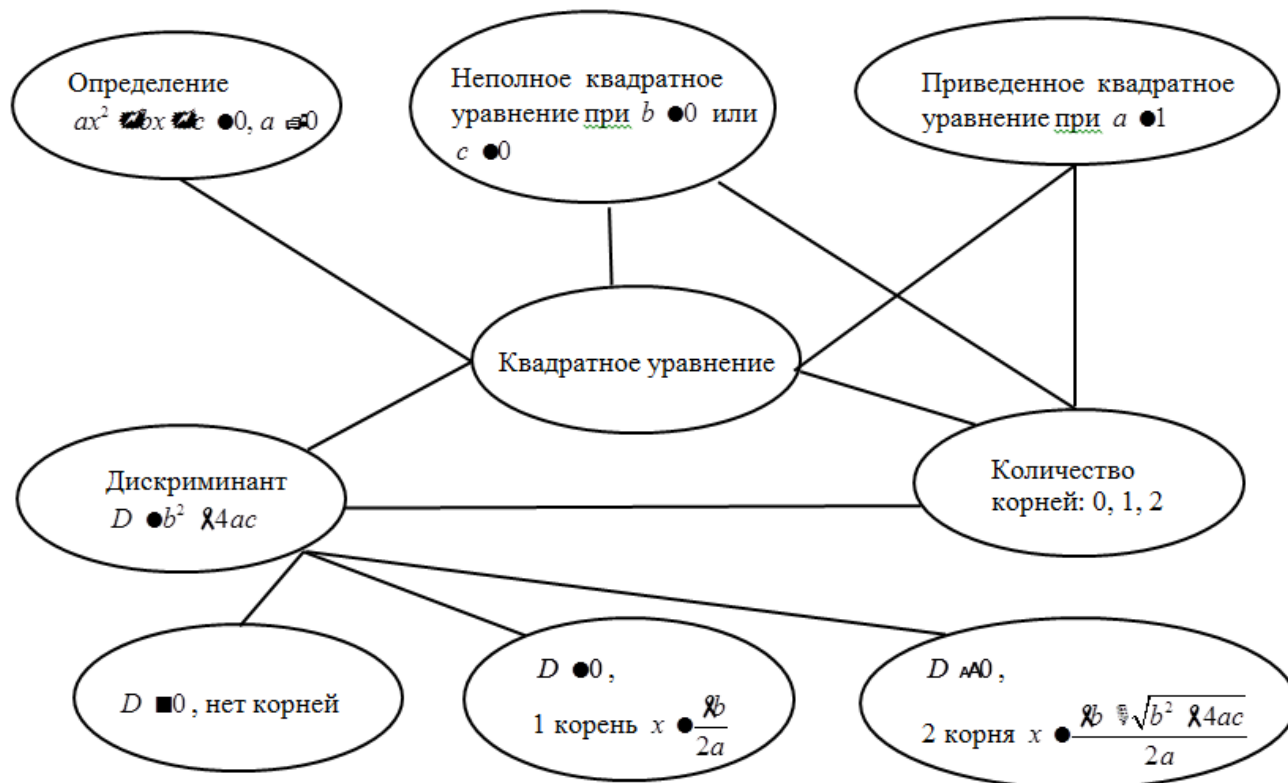 Определение
ax² bx c ●0, a 0
Неполное квадратное
уравнение при b ●0 или
c ●0
Приведенное квадратное
уравнение при a ●1
Квадратное уравнение
Дискриминант
D ●b² 🎗4ac
Количество
корней: 0, 1, 2
D ■0 , нет корней
D ●0 ,
1 корень x ● 🎗b/2a
D 🗚0 ,
2 корня x ● 🎗b √(b² 🎗4ac)/2a